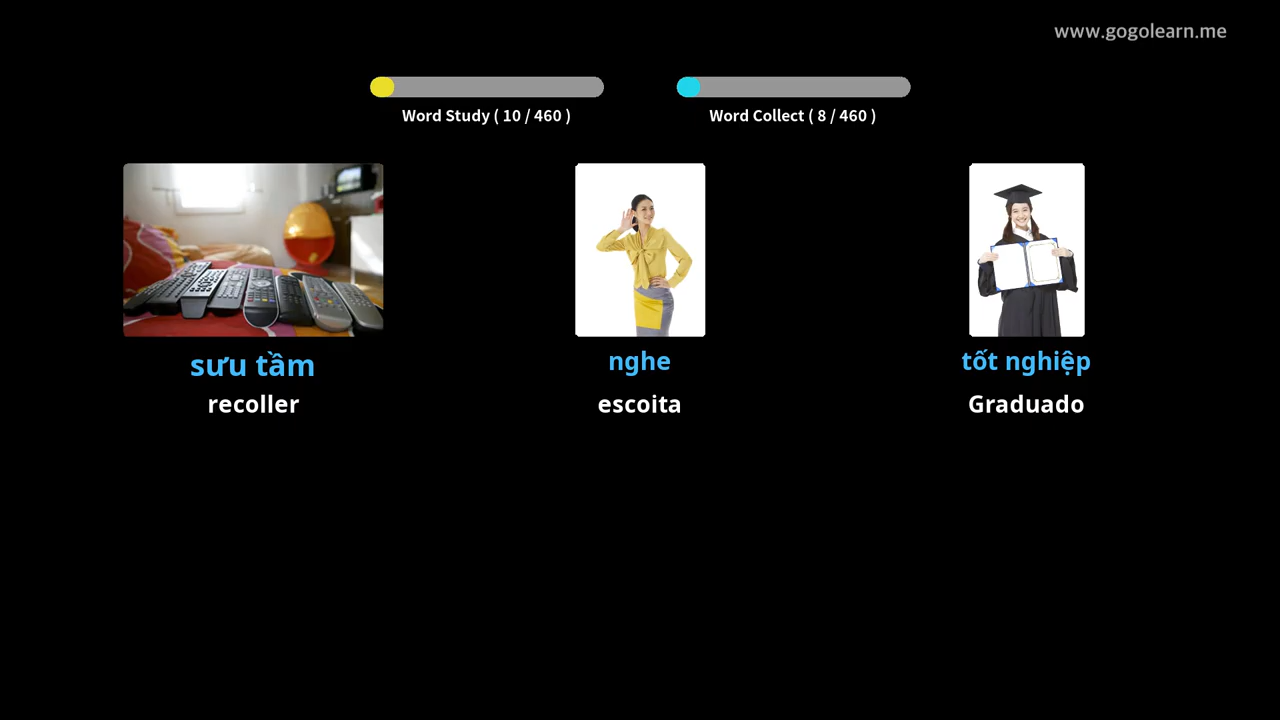 www.gogolearn.me
Word Study ( 10 / 460 )
Word Collect ( 8 / 460 )
sưu tầm
nghe
tốt nghiệp
recoller
escoita
Graduado